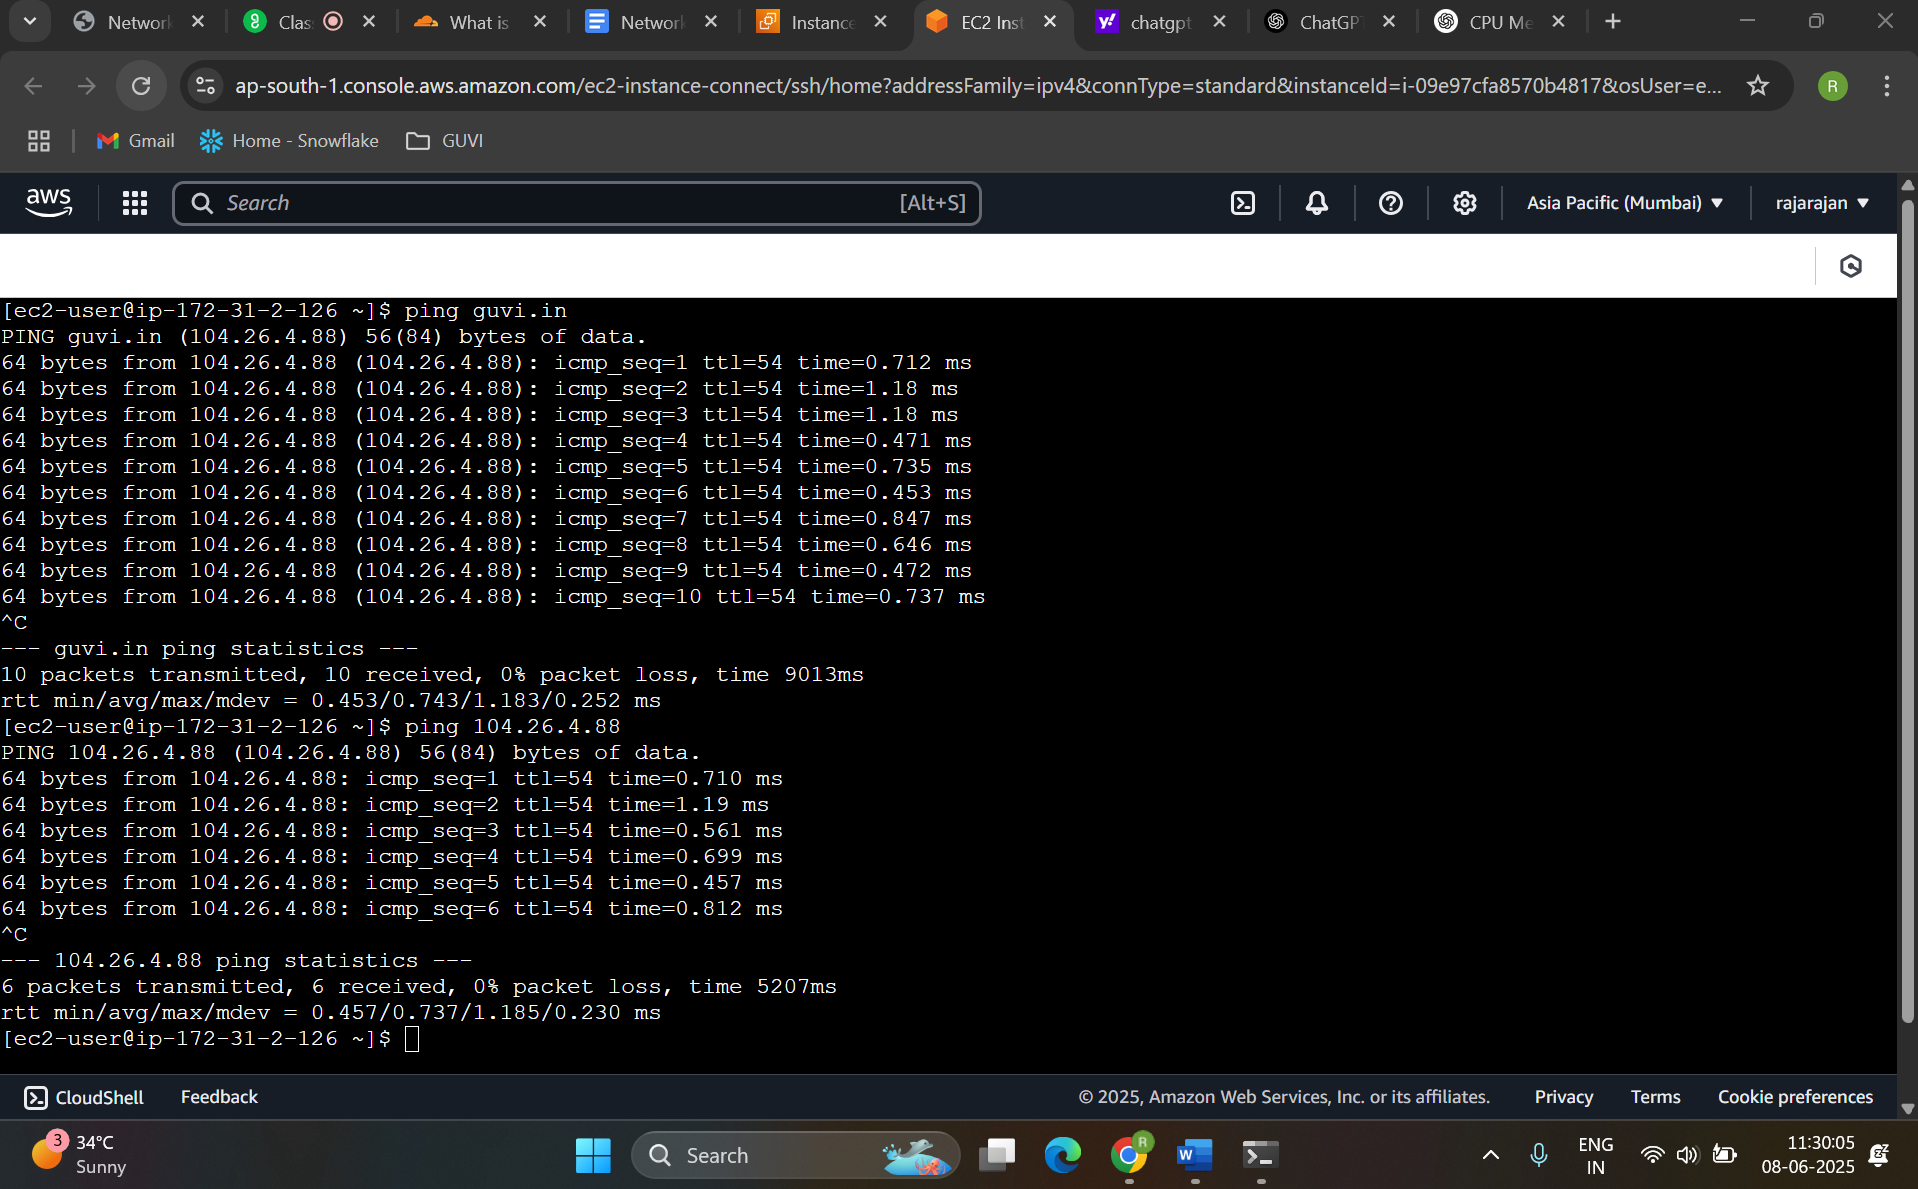 Network
Clas
What is
Network
Instance
EC2 Inst
chatgpt
ChatGPT
CPU Me
ap-south-1.console.aws.amazon.com/ec2-instance-connect/ssh/home?addressFamily=ipv4&connType=standard&instanceId=i-09e97cfa8570b4817&osUser=e...
R
Gmail
Home - Snowflake
GUVI
aws
Search
[Alt+S]
Asia Pacific (Mumbai)
rajarajan
[ec2-user@ip-172-31-2-126 ~]$ ping guvi.in
PING guvi.in (104.26.4.88) 56(84) bytes of data.
64 bytes from 104.26.4.88 (104.26.4.88): icmp_seq=1 ttl=54 time=0.712 ms
64 bytes from 104.26.4.88 (104.26.4.88): icmp_seq=2 ttl=54 time=1.18 ms
64 bytes from 104.26.4.88 (104.26.4.88): icmp_seq=3 ttl=54 time=1.18 ms
64 bytes from 104.26.4.88 (104.26.4.88): icmp_seq=4 ttl=54 time=0.471 ms
64 bytes from 104.26.4.88 (104.26.4.88): icmp_seq=5 ttl=54 time=0.735 ms
64 bytes from 104.26.4.88 (104.26.4.88): icmp_seq=6 ttl=54 time=0.453 ms
64 bytes from 104.26.4.88 (104.26.4.88): icmp_seq=7 ttl=54 time=0.847 ms
64 bytes from 104.26.4.88 (104.26.4.88): icmp_seq=8 ttl=54 time=0.646 ms
64 bytes from 104.26.4.88 (104.26.4.88): icmp_seq=9 ttl=54 time=0.472 ms
64 bytes from 104.26.4.88 (104.26.4.88): icmp_seq=10 ttl=54 time=0.737 ms
^C
--- guvi.in ping statistics ---
10 packets transmitted, 10 received, 0% packet loss, time 9013ms
rtt min/avg/max/mdev = 0.453/0.743/1.183/0.252 ms
[ec2-user@ip-172-31-2-126 ~]$ ping 104.26.4.88
PING 104.26.4.88 (104.26.4.88) 56(84) bytes of data.
64 bytes from 104.26.4.88: icmp_seq=1 ttl=54 time=0.710 ms
64 bytes from 104.26.4.88: icmp_seq=2 ttl=54 time=1.19 ms
64 bytes from 104.26.4.88: icmp_seq=3 ttl=54 time=0.561 ms
64 bytes from 104.26.4.88: icmp_seq=4 ttl=54 time=0.699 ms
64 bytes from 104.26.4.88: icmp_seq=5 ttl=54 time=0.457 ms
64 bytes from 104.26.4.88: icmp_seq=6 ttl=54 time=0.812 ms
^C
--- 104.26.4.88 ping statistics ---
6 packets transmitted, 6 received, 0% packet loss, time 5207ms
rtt min/avg/max/mdev = 0.457/0.737/1.185/0.230 ms
[ec2-user@ip-172-31-2-126 ~]$
CloudShell
Feedback
© 2025, Amazon Web Services, Inc. or its affiliates.
Privacy
Terms
Cookie preferences
3
34°C
Sunny
Search
R
W
ENG
IN
11:30:05
08-06-2025